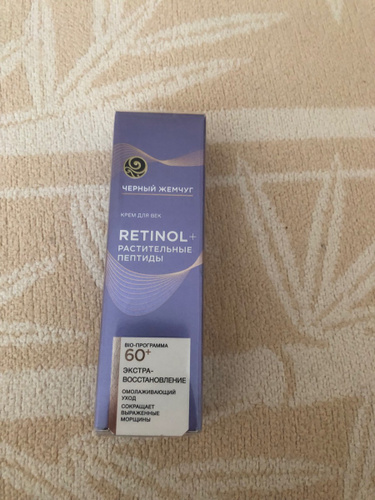 ЧЕРНЫЙ ЖЕМЧУГ
КРЕМ ДЛЯ ВЕК
RETINOL+
РАСТИТЕЛЬНЫЕ
ПЕПТИДЫ
BIO-ПРОГРАММА
60+
ЭКСТРА-
ВОССТАНОВЛЕНИЕ
ОМОЛАЖИВАЮЩИЙ
УХОД
СОКРАЩАЕТ
ВЫРАЖЕННЫЕ
МОРЩИНЫ